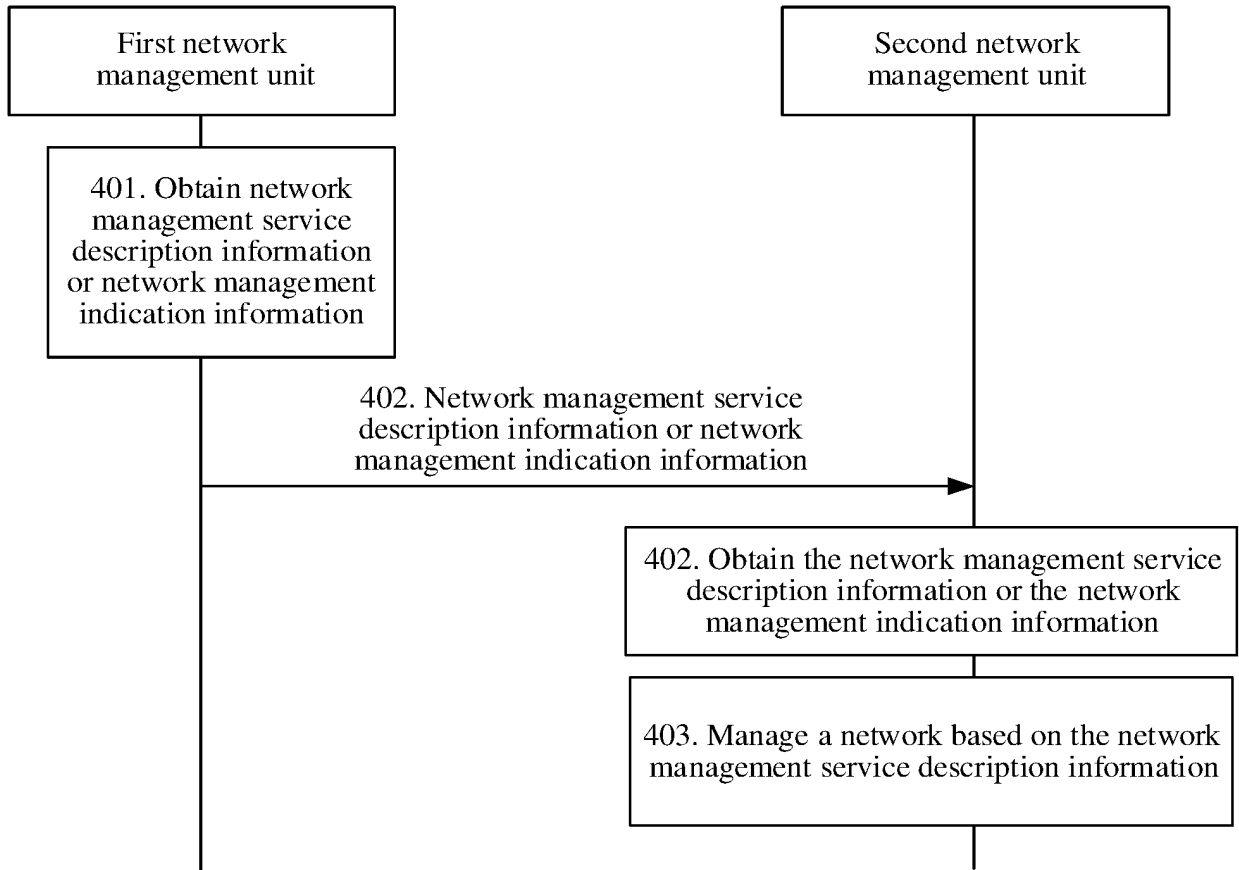 First network
management unit
Second network
management unit
401. Obtain network
management service
description information
or network management
indication information
402. Network management service
description information or network
management indication information
402. Obtain the network management service
description information or the network
management indication information
403. Manage a network based on the network
management service description information